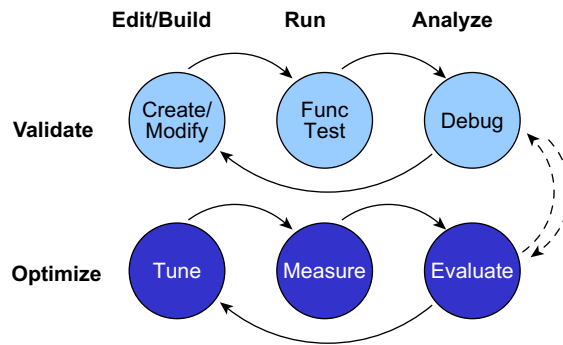 Edit/Build Run Analyze
Validate
Create/
Modify
Func
Test
Debug
Optimize
Tune
Measure
Evaluate